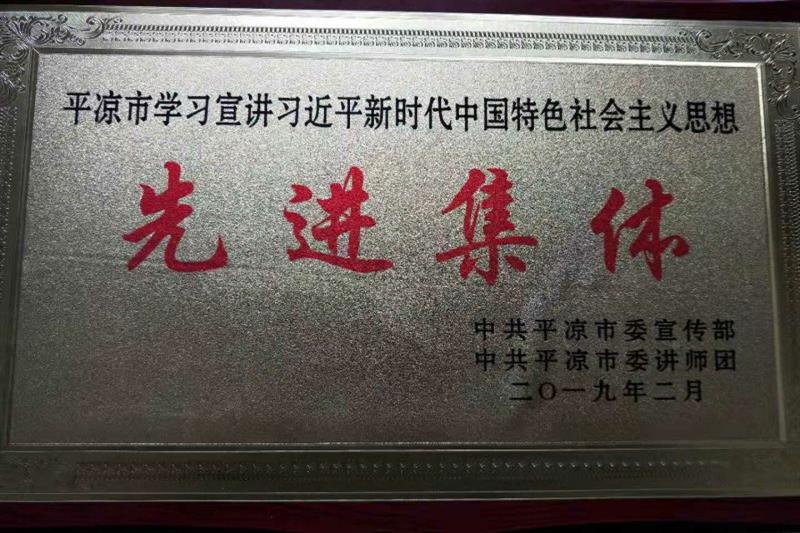 平凉市学习宣讲习近平新时代中国特色社会主义思想
先进集体
中共平凉市委宣传部
中共平凉市委讲师团
二〇一九年二月